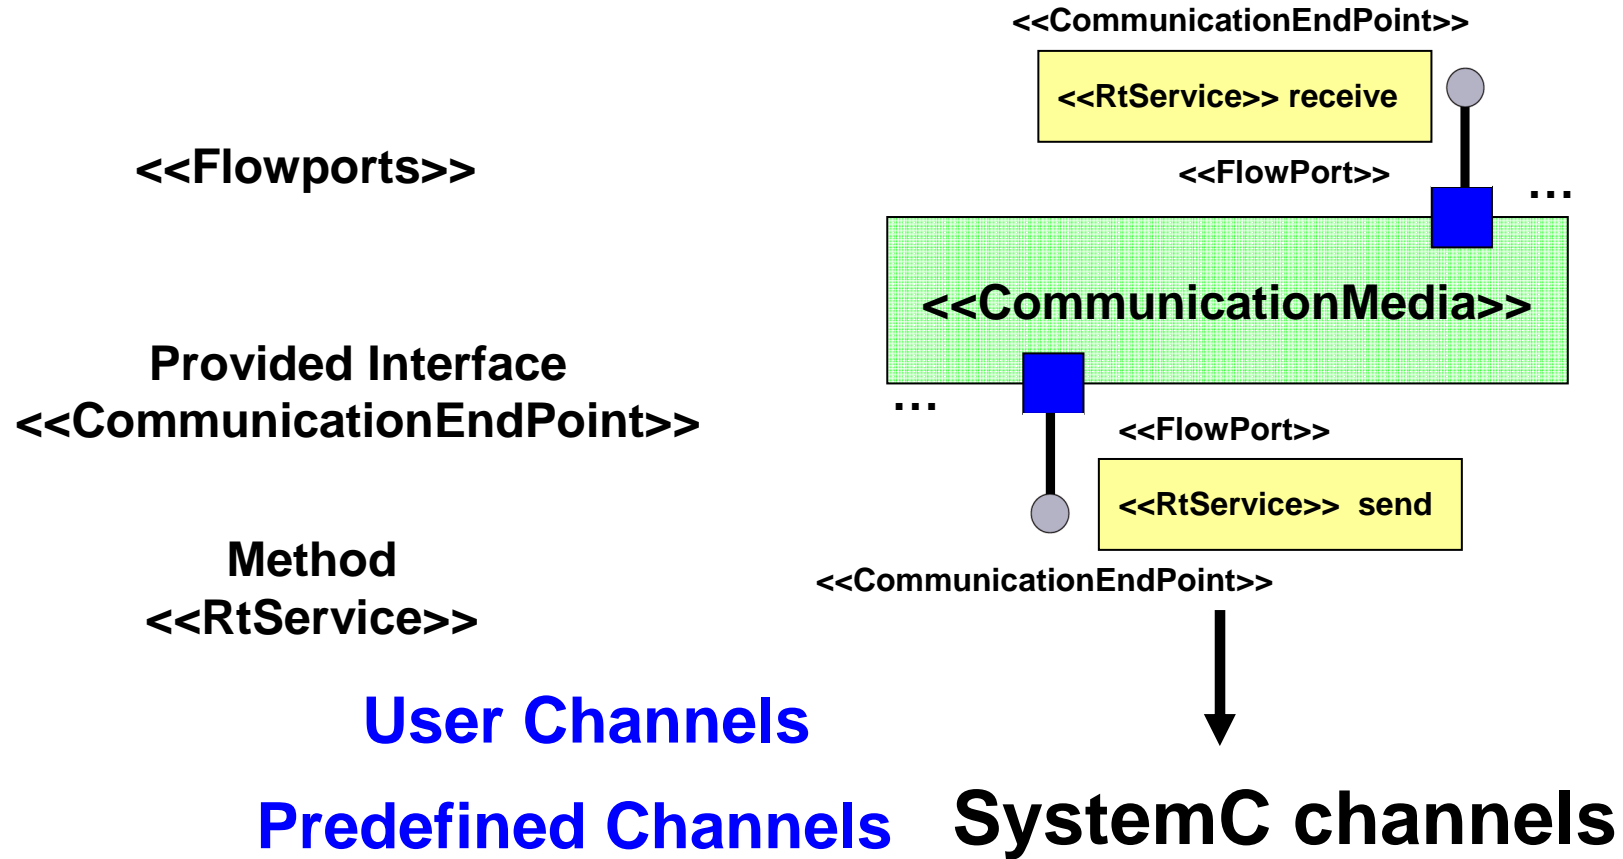 <<CommunicationEndPoint>>
<<RtService>> receive
<<Flowports>>
<<FlowPort>>
...
<<CommunicationMedia>>
Provided Interface
<<CommunicationEndPoint>>
...
<<FlowPort>>
<<RtService>> send
Method
<<RtService>>
<<CommunicationEndPoint>>
User Channels
Predefined Channels
SystemC channels